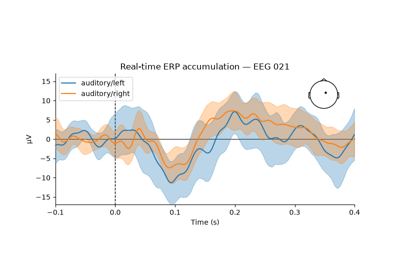 Real-time ERP accumulation — EEG 021
auditory/left
auditory/right
µV
15
10
5
0
−5
−10
−15
−0.1
0.0
0.1
0.2
0.3
0.4
Time (s)